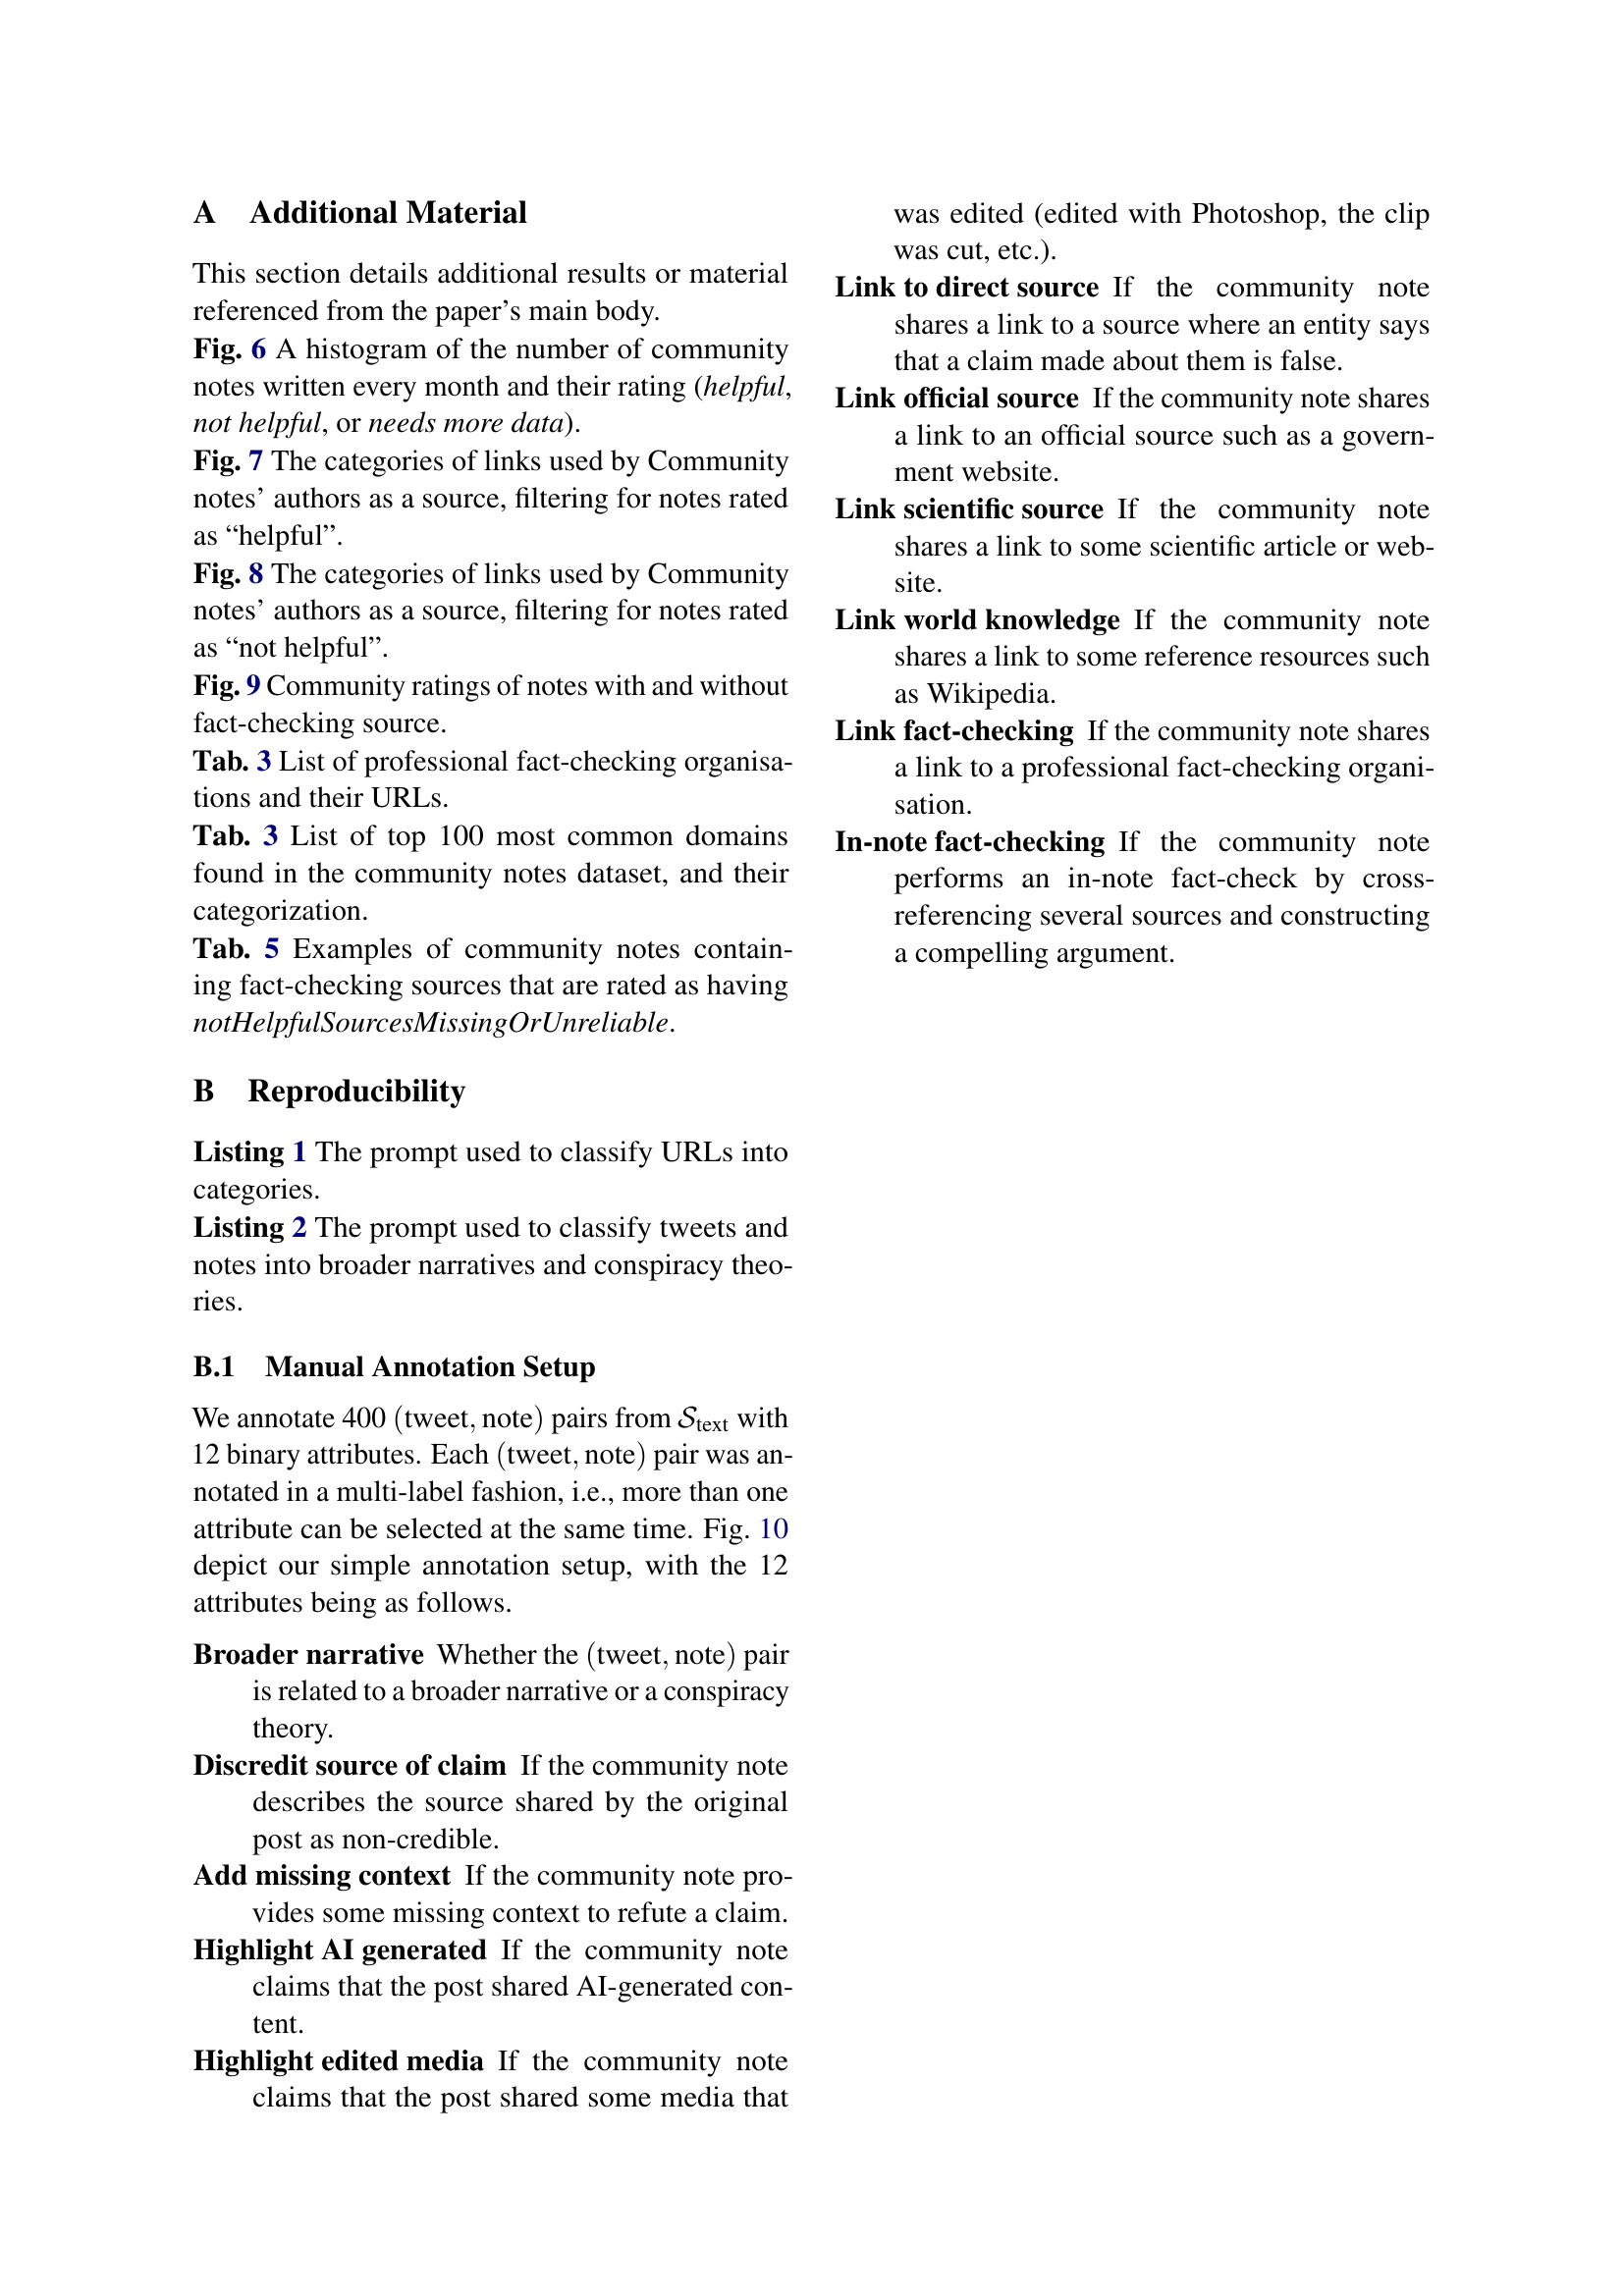 A Additional Material
This section details additional results or material
referenced from the paper's main body.
Fig. 6 A histogram of the number of community
notes written every month and their rating (helpful,
not helpful, or needs more data).
Fig. 7 The categories of links used by Community
notes' authors as a source, filtering for notes rated
as “helpful”.
Fig. 8 The categories of links used by Community
notes' authors as a source, filtering for notes rated
as “not helpful”.
Fig. 9 Community ratings of notes with and without
fact-checking source.
Tab. 3 List of professional fact-checking organisa-
tions and their URLs.
Tab. 3 List of top 100 most common domains
found in the community notes dataset, and their
categorization.
Tab. 5 Examples of community notes contain-
ing fact-checking sources that are rated as having
notHelpfulSourcesMissingOrUnreliable.
B Reproducibility
Listing 1 The prompt used to classify URLs into
categories.
Listing 2 The prompt used to classify tweets and
notes into broader narratives and conspiracy theo-
ries.
B.1 Manual Annotation Setup
We annotate 400 (tweet, note) pairs from S_text with
12 binary attributes. Each (tweet, note) pair was an-
notated in a multi-label fashion, i.e., more than one
attribute can be selected at the same time. Fig. 10
depict our simple annotation setup, with the 12
attributes being as follows.
Broader narrative Whether the (tweet, note) pair
is related to a broader narrative or a conspiracy
theory.
Discredit source of claim If the community note
describes the source shared by the original
post as non-credible.
Add missing context If the community note pro-
vides some missing context to refute a claim.
Highlight AI generated If the community note
claims that the post shared AI-generated con-
tent.
Highlight edited media If the community note
claims that the post shared some media that
was edited (edited with Photoshop, the clip
was cut, etc.).
Link to direct source If the community note
shares a link to a source where an entity says
that a claim made about them is false.
Link official source If the community note shares
a link to an official source such as a govern-
ment website.
Link scientific source If the community note
shares a link to some scientific article or web-
site.
Link world knowledge If the community note
shares a link to some reference resources such
as Wikipedia.
Link fact-checking If the community note shares
a link to a professional fact-checking organi-
sation.
In-note fact-checking If the community note
performs an in-note fact-check by cross-
referencing several sources and constructing
a compelling argument.